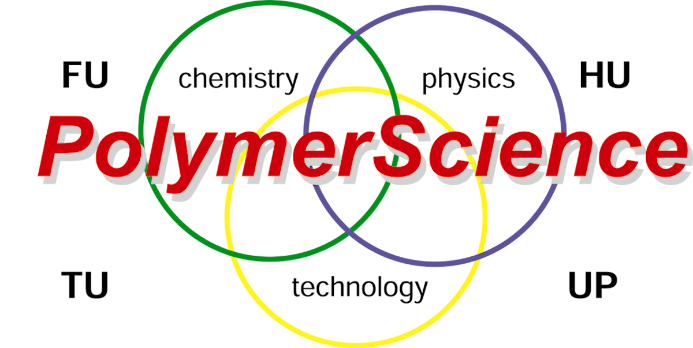 FU chemistry physics HU
PolymerScience
TU technology UP